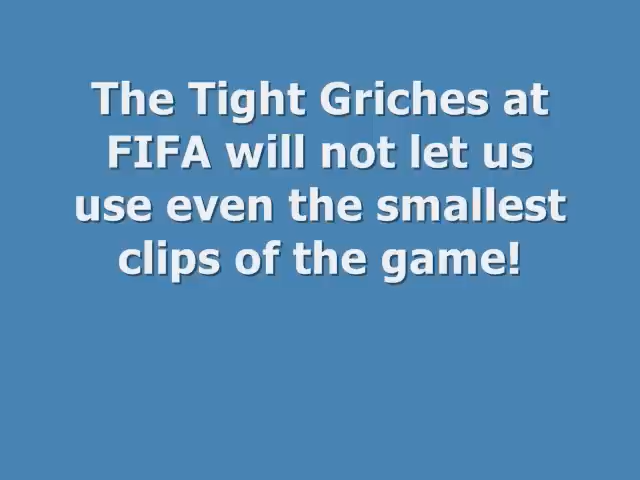 The Tight Griches at
FIFA will not let us
use even the smallest
clips of the game!